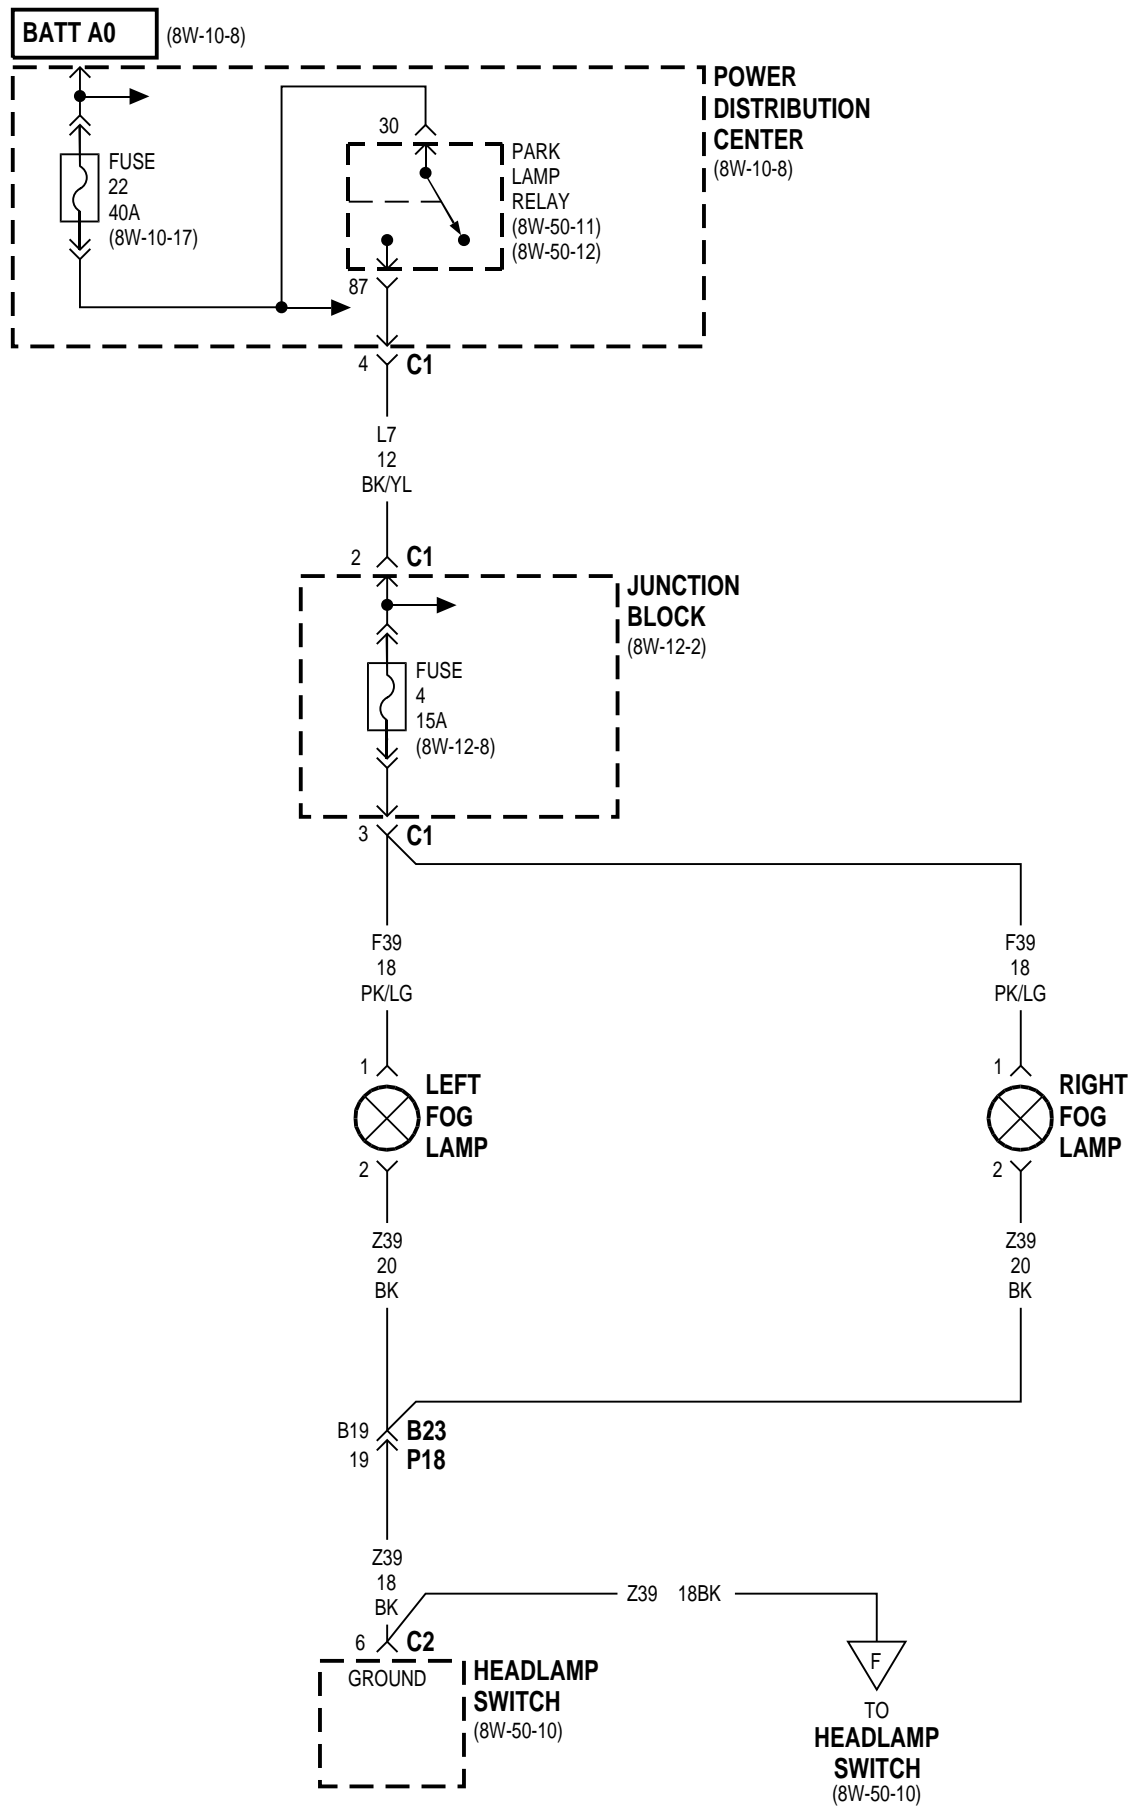 BATT A0
(8W-10-8)
POWER
DISTRIBUTION
CENTER
(8W-10-8)
30
PARK
LAMP
RELAY
(8W-50-11)
(8W-50-12)
FUSE
22
40A
(8W-10-17)
87
4
C1
L7
12
BK/YL
2
C1
JUNCTION
BLOCK
(8W-12-2)
FUSE
4
15A
(8W-12-8)
3
C1
F39
18
PK/LG
F39
18
PK/LG
1
LEFT
FOG
LAMP
2
1
RIGHT
FOG
LAMP
2
Z39
20
BK
Z39
20
BK
B19
B23
19
P18
Z39
18
BK
Z39 18BK
6
C2
GROUND
HEADLAMP
SWITCH
(8W-50-10)
F
TO
HEADLAMP
SWITCH
(8W-50-10)